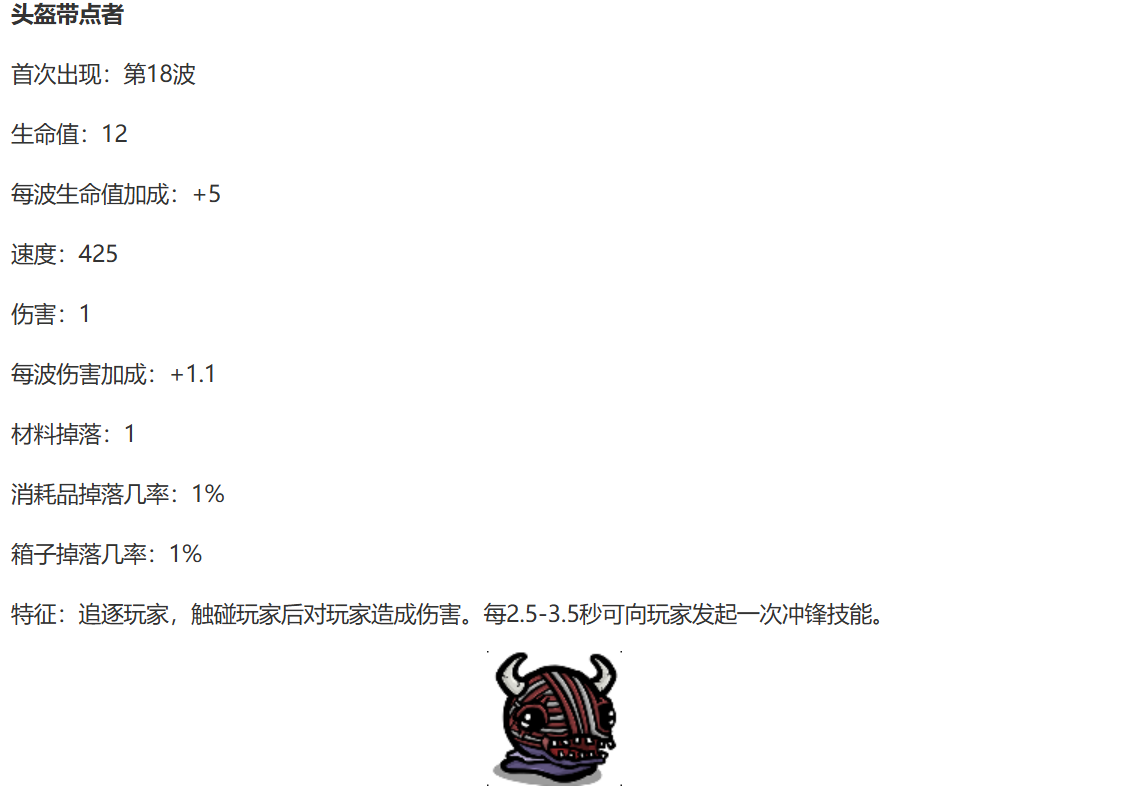 头盔带点者
首次出现：第18波
生命值：12
每波生命值加成：+5
速度：425
伤害：1
每波伤害加成：+1.1
材料掉落：1
消耗品掉落几率：1%
箱子掉落几率：1%
特征：追逐玩家，触碰玩家后对玩家造成伤害。每2.5-3.5秒可向玩家发起一次冲锋技能。